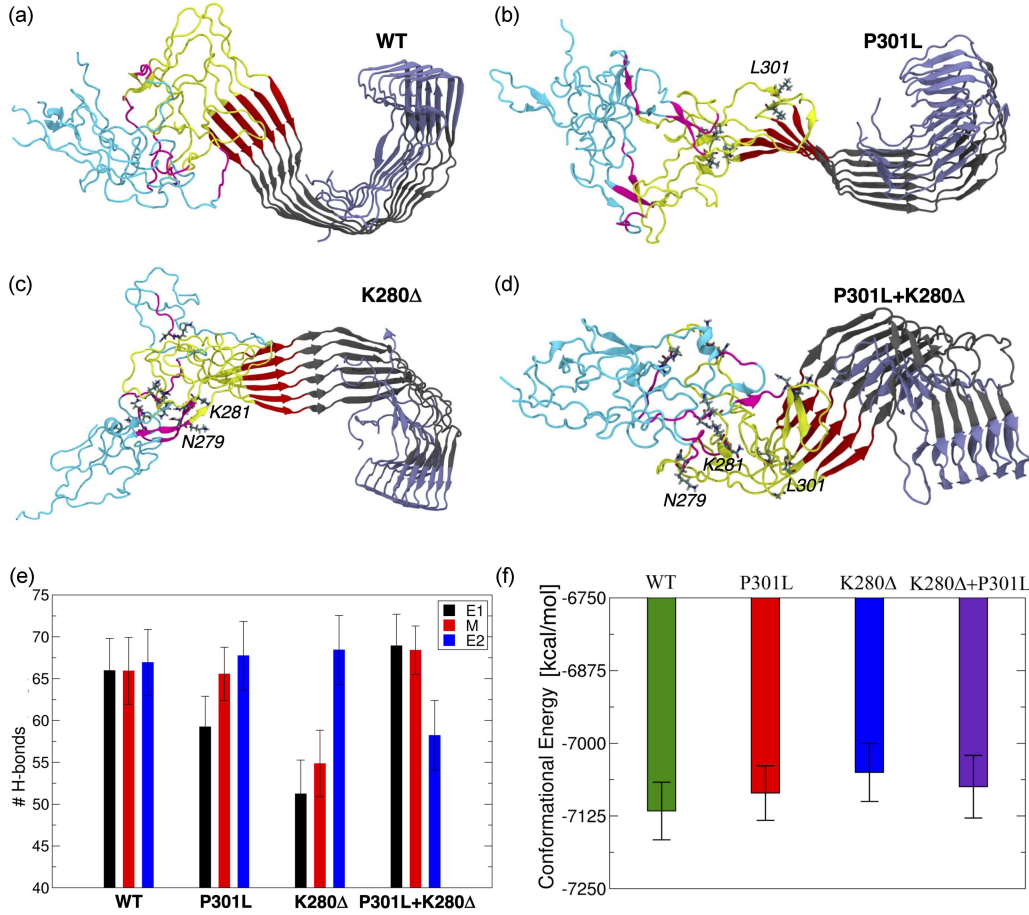 (a)
WT
(b)
P301L
L301
(c)
K280Δ
K281
N279
(d)
P301L+K280Δ
K281
N279
L301
(e)
75
70
65
60
55
50
45
40
# H-bonds
E1
M
E2
WT P301L K280Δ P301L+K280Δ
(f)
WT P301L K280Δ K280Δ+P301L
-6750
-6875
-7000
-7125
-7250
Conformational Energy [kcal/mol]